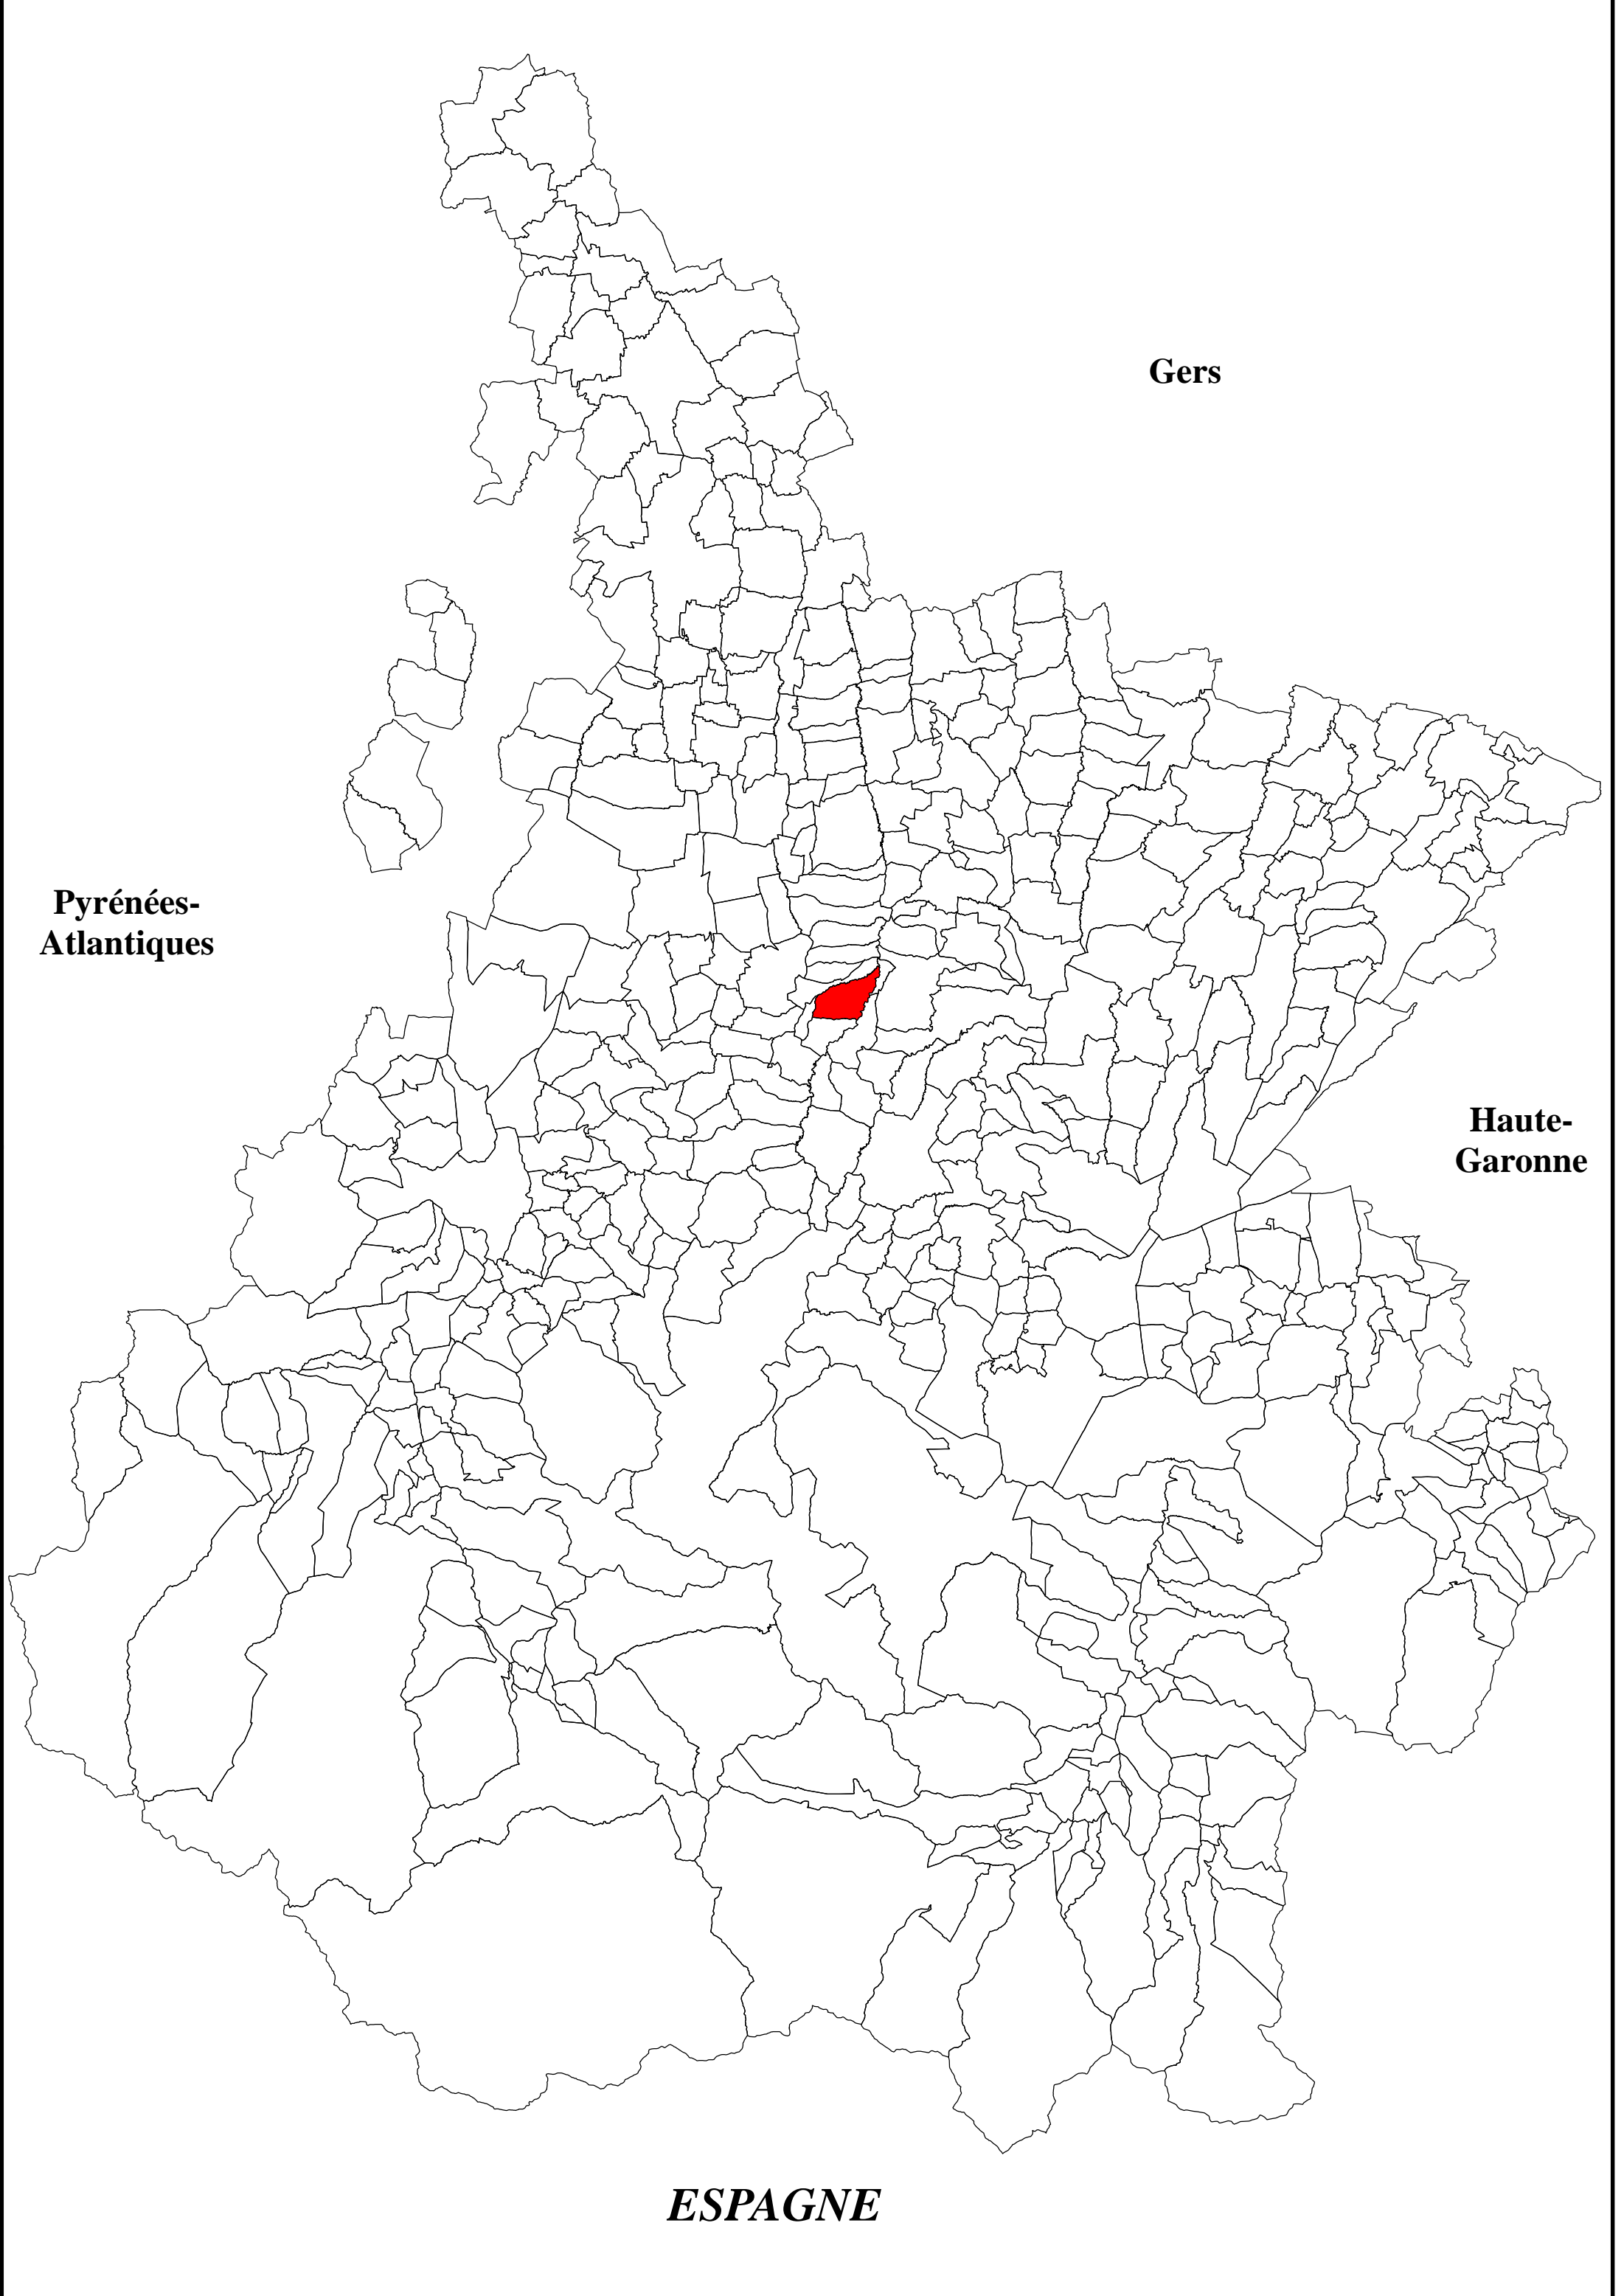 Gers
Pyrénées-
Atlantiques
Haute-
Garonne
ESPAGNE